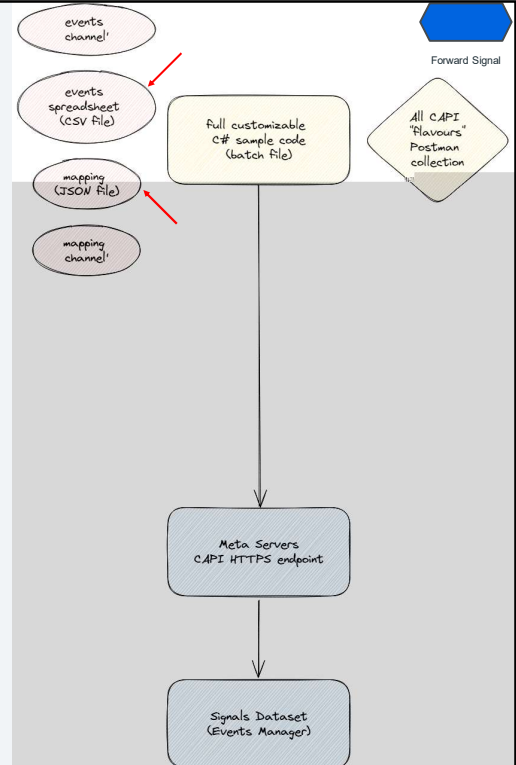 events
channel'
Forward Signal
events
spreadsheet
(CSV file)
full customizable
C# sample code
(batch file)
All CAPI
"flavours"
Postman
collection
mapping
(JSON file)
mapping
channel'
Meta Servers
CAPI HTTPS endpoint
Signals Dataset
(Events Manager)